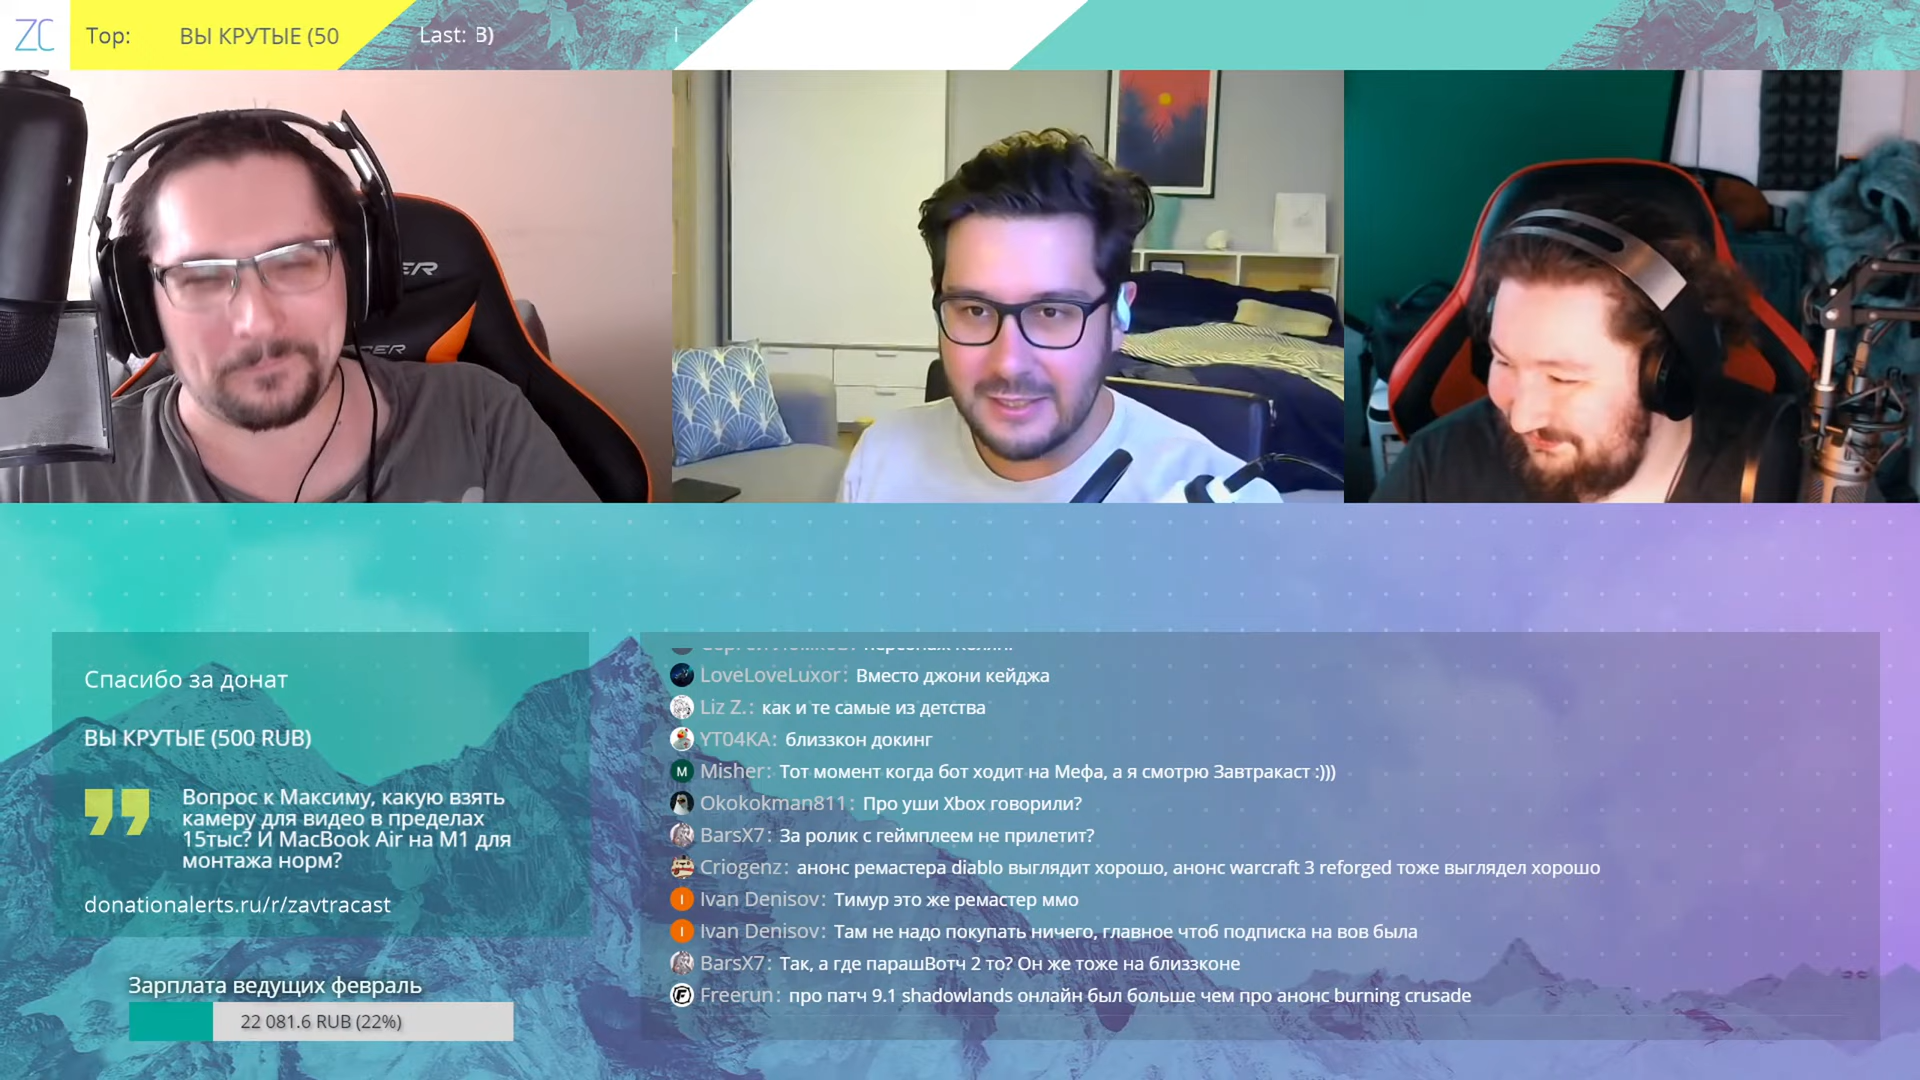 ZC
Top: ВЫ КРУТЫЕ (50
Last: B)
ER
ER
Спасибо за донат
ВЫ КРУТЫЕ (500 RUB)
Вопрос к Максиму, какую взять
камеру для видео в пределах
15тыс? И MacBook Air на M1 для
монтажа норм?
donationalerts.ru/r/zavtracast
Зарплата ведущих февраль
22 081.6 RUB (22%)
LoveLoveLuxor: Вместо джони кейджа
Liz Z.: как и те самые из детства
YT04KA: близзкон докинг
M Misher: Тот момент когда бот ходит на Мефа, а я смотрю Завтракаст :)))
Okokokman811: Про уши Xbox говорили?
BarsX7: За ролик с геймплеем не прилетит?
Criogenz: анонс ремастера diablo выглядит хорошо, анонс warcraft 3 reforged тоже выглядел хорошо
I Ivan Denisov: Тимур это же ремастер ммо
I Ivan Denisov: Там не надо покупать ничего, главное чтоб подписка на вов была
BarsX7: Так, а где парашВотч 2 то? Он же тоже на близзконе
F Freerun: про патч 9.1 shadowlands онлайн был больше чем про анонс burning crusade